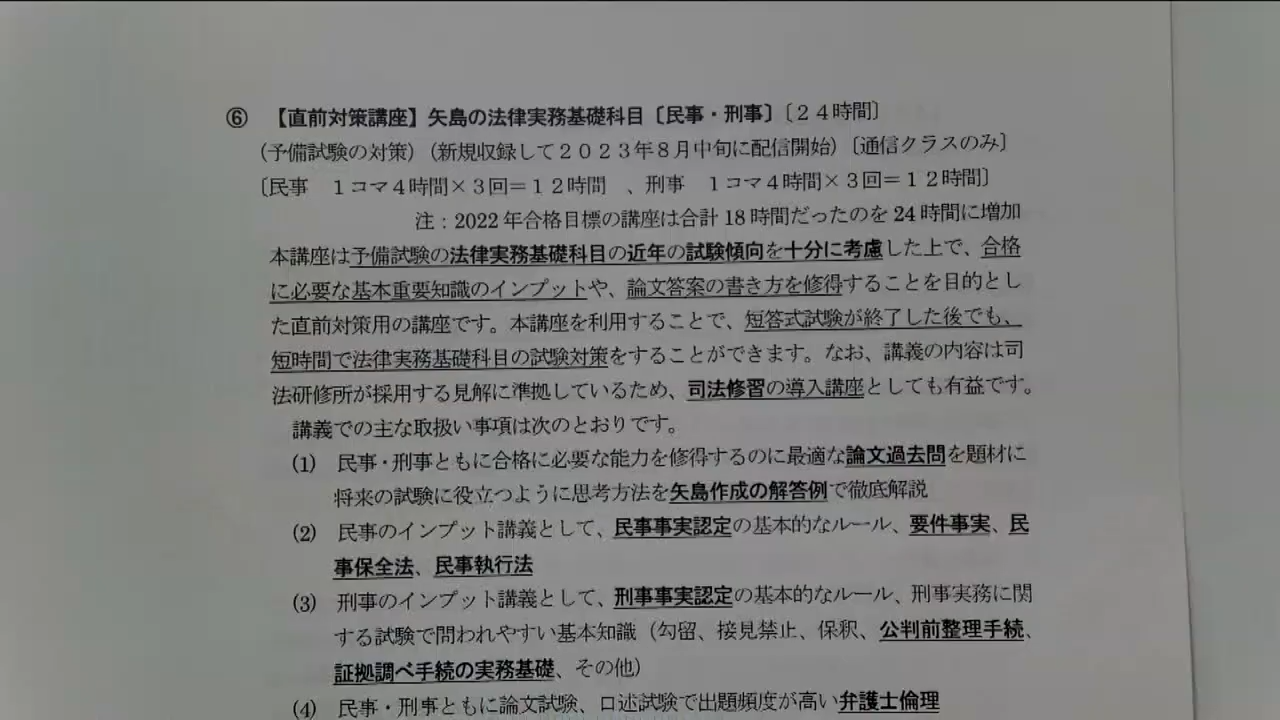 ⑥ 【直前対策講座】矢島の法律実務基礎科目〔民事・刑事〕〔２４時間〕
(予備試験の対策) (新規収録して２０２３年８月中旬に配信開始)〔通信クラスのみ〕
〔民事　１コマ４時間×３回＝１２時間　、刑事　１コマ４時間×３回＝１２時間〕
注：2022 年合格目標の講座は合計 18 時間だったのを 24 時間に増加
本講座は予備試験の法律実務基礎科目の近年の試験傾向を十分に考慮した上で、合格
に必要な基本重要知識のインプットや、論文答案の書き方を修得することを目的とし
た直前対策用の講座です。本講座を利用することで、短答式試験が終了した後でも、
短時間で法律実務基礎科目の試験対策をすることができます。なお、講義の内容は司
法研修所が採用する見解に準拠しているため、司法修習の導入講座としても有益です。
講義での主な取扱い事項は次のとおりです。
(1) 民事・刑事ともに合格に必要な能力を修得するのに最適な論文過去問を題材に
将来の試験に役立つように思考方法を矢島作成の解答例で徹底解説
(2) 民事のインプット講義として、民事事実認定の基本的なルール、要件事実、民
事保全法、民事執行法
(3) 刑事のインプット講義として、刑事事実認定の基本的なルール、刑事実務に関
する試験で問われやすい基本知識（勾留、接見禁止、保釈、公判前整理手続、
証拠調べ手続の実務基礎、その他）
(4) 民事・刑事ともに論文試験、口述試験で出題頻度が高い弁護士倫理